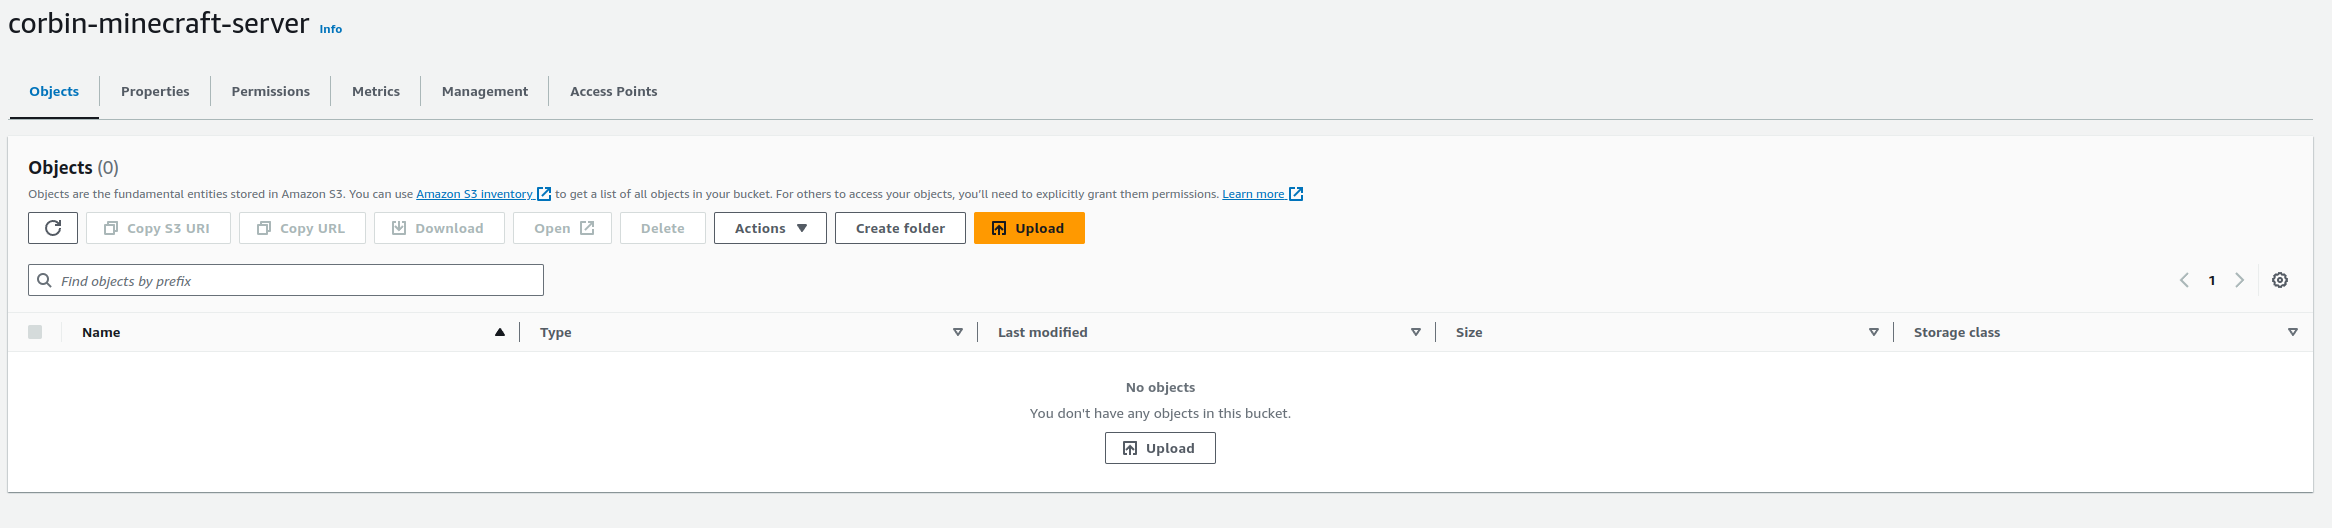 corbin-minecraft-server Info
Objects Properties Permissions Metrics Management Access Points
Objects (0)
Objects are the fundamental entities stored in Amazon S3. You can use Amazon S3 inventory to get a list of all objects in your bucket. For others to access your objects, you'll need to explicitly grant them permissions. Learn more
Copy S3 URI Copy URL Download Open Delete Actions Create folder Upload
Find objects by prefix 1
Name Type Last modified Size Storage class
No objects
You don't have any objects in this bucket.
Upload